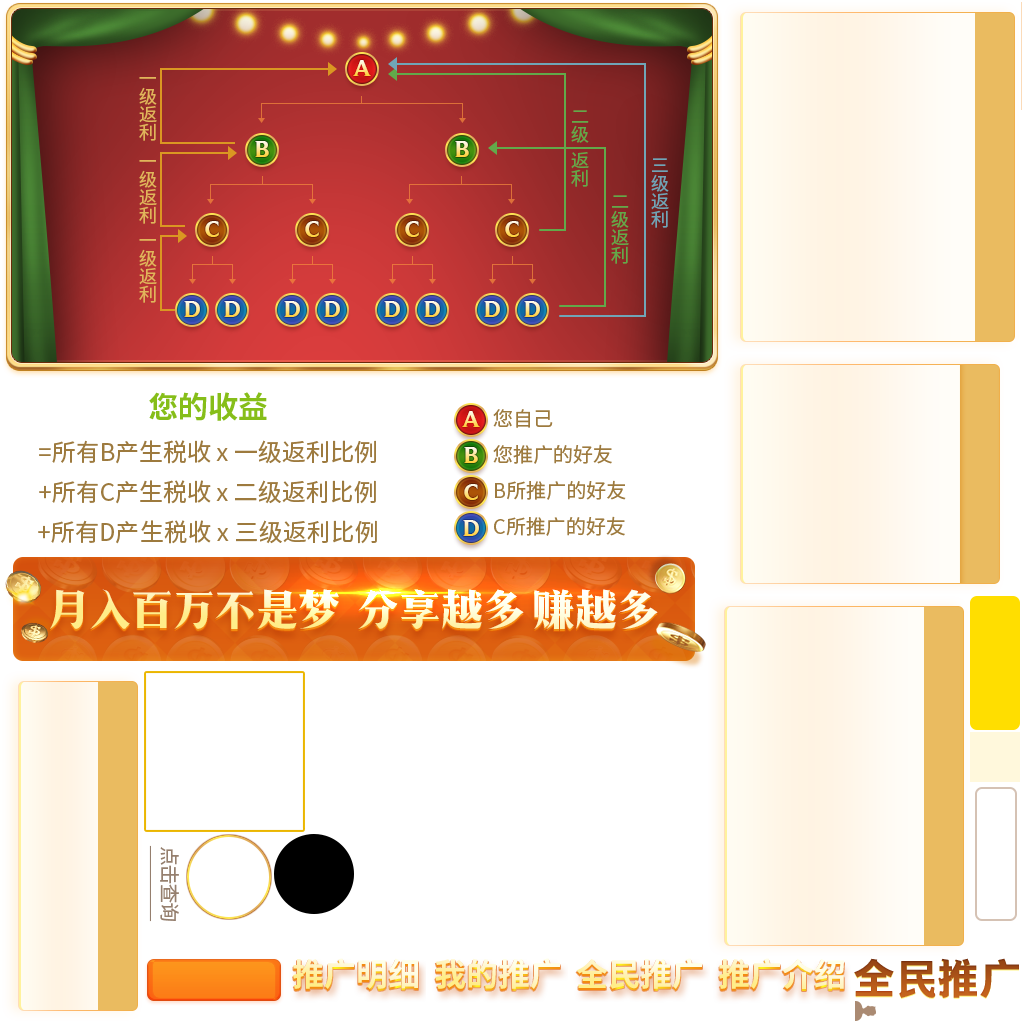 A
B B
C C C C
D D D D D D D D
一级返利
一级返利
一级返利
二级返利
二级返利
三级返利
您的收益
=所有B产生税收 x 一级返利比例
+所有C产生税收 x 二级返利比例
+所有D产生税收 x 三级返利比例
A 您自己
B 您推广的好友
C B所推广的好友
D C所推广的好友
月入百万不是梦 分享越多 赚越多
点击查询
推广明细 我的推广 全民推广 推广介绍 全民推广